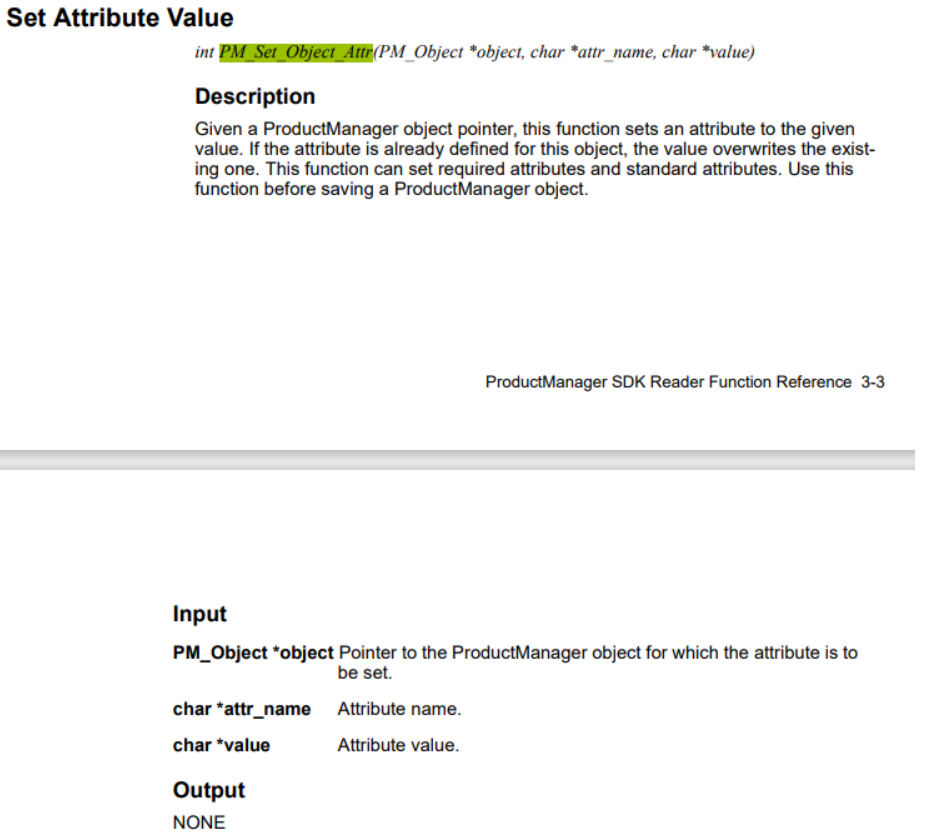 Set Attribute Value
int PM_Set_Object_Attr(PM_Object *object, char *attr_name, char *value)
Description
Given a ProductManager object pointer, this function sets an attribute to the given
value. If the attribute is already defined for this object, the value overwrites the exist-
ing one. This function can set required attributes and standard attributes. Use this
function before saving a ProductManager object.
ProductManager SDK Reader Function Reference 3-3
Input
PM_Object *object Pointer to the ProductManager object for which the attribute is to
be set.
char *attr_name Attribute name.
char *value Attribute value.
Output
NONE